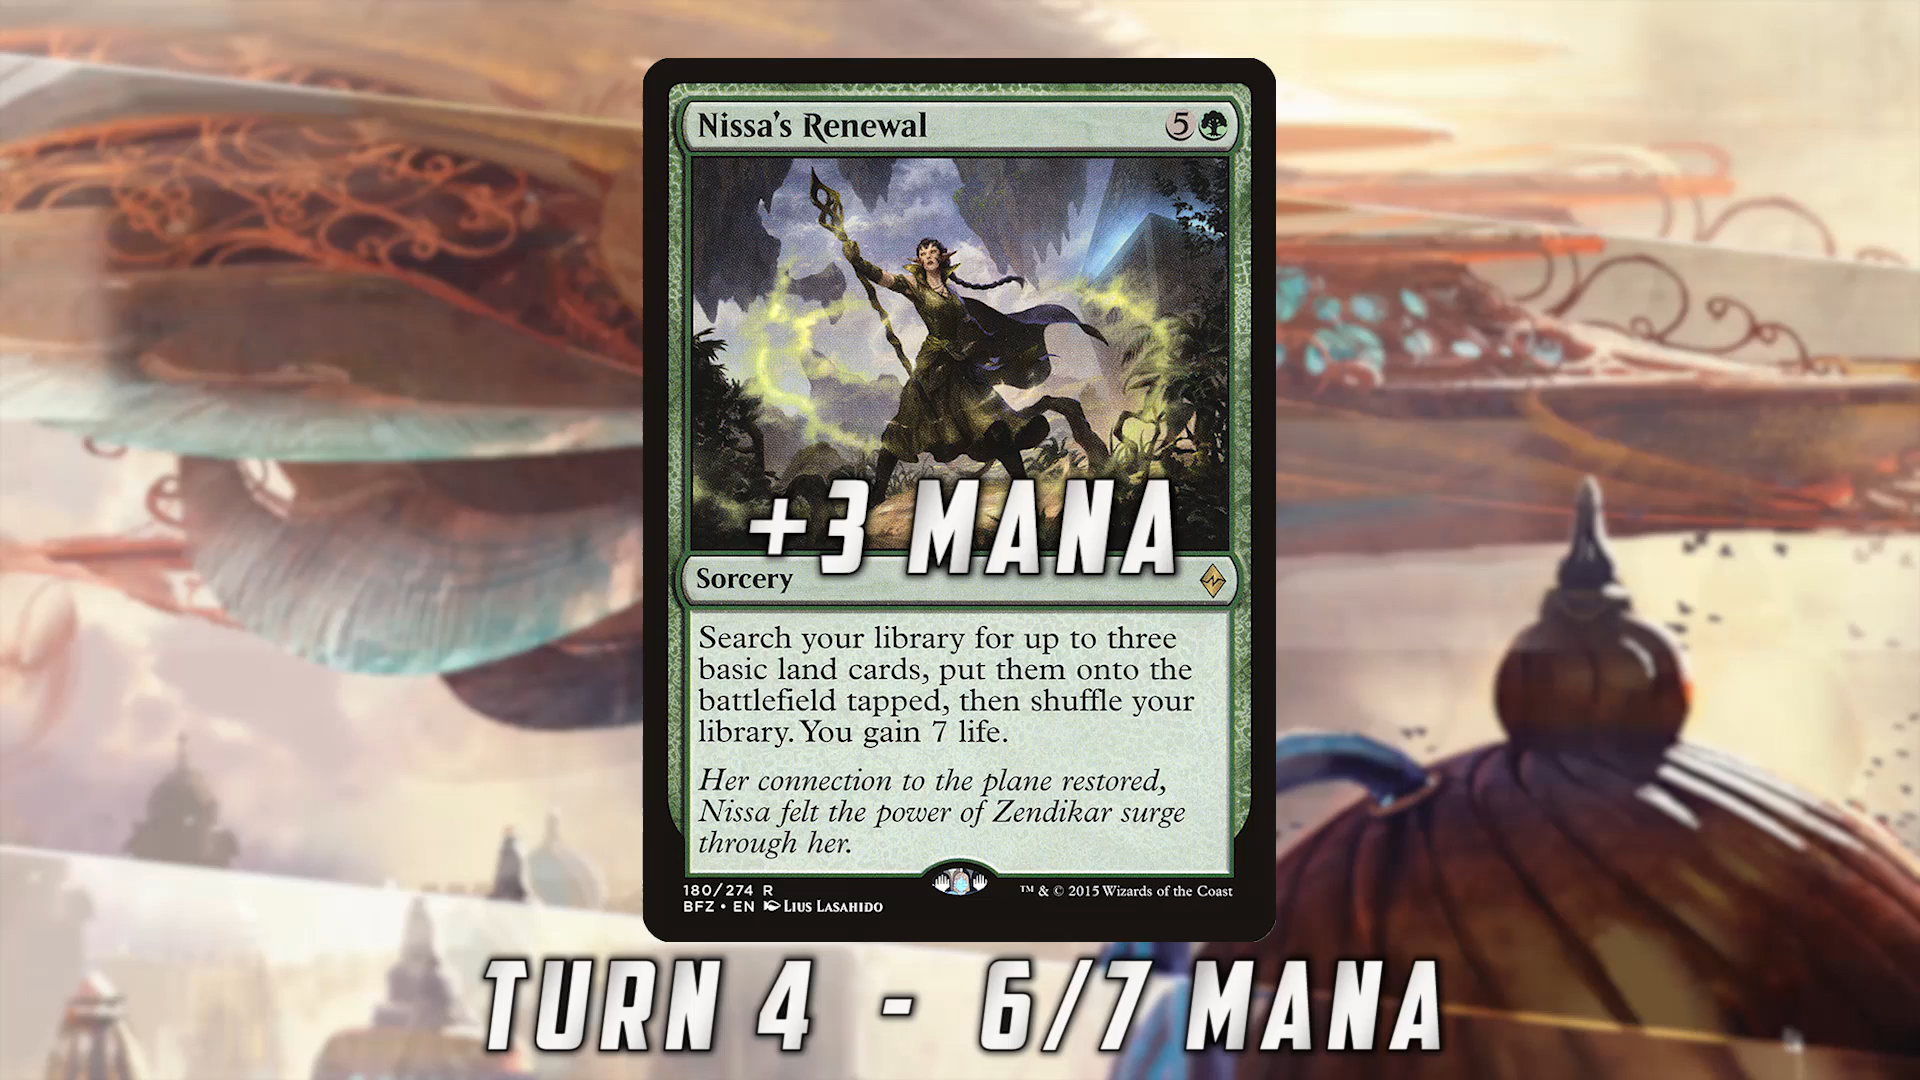 Nissa's Renewal 5
+3 MANA
Sorcery
Search your library for up to three
basic land cards, put them onto the
battlefield tapped, then shuffle your
library. You gain 7 life.
Her connection to the plane restored,
Nissa felt the power of Zendikar surge
through her.
180/274 R
™ & © 2015 Wizards of the Coast
BFZ • EN Lius Lasahido
TURN 4 - 6/7 MANA